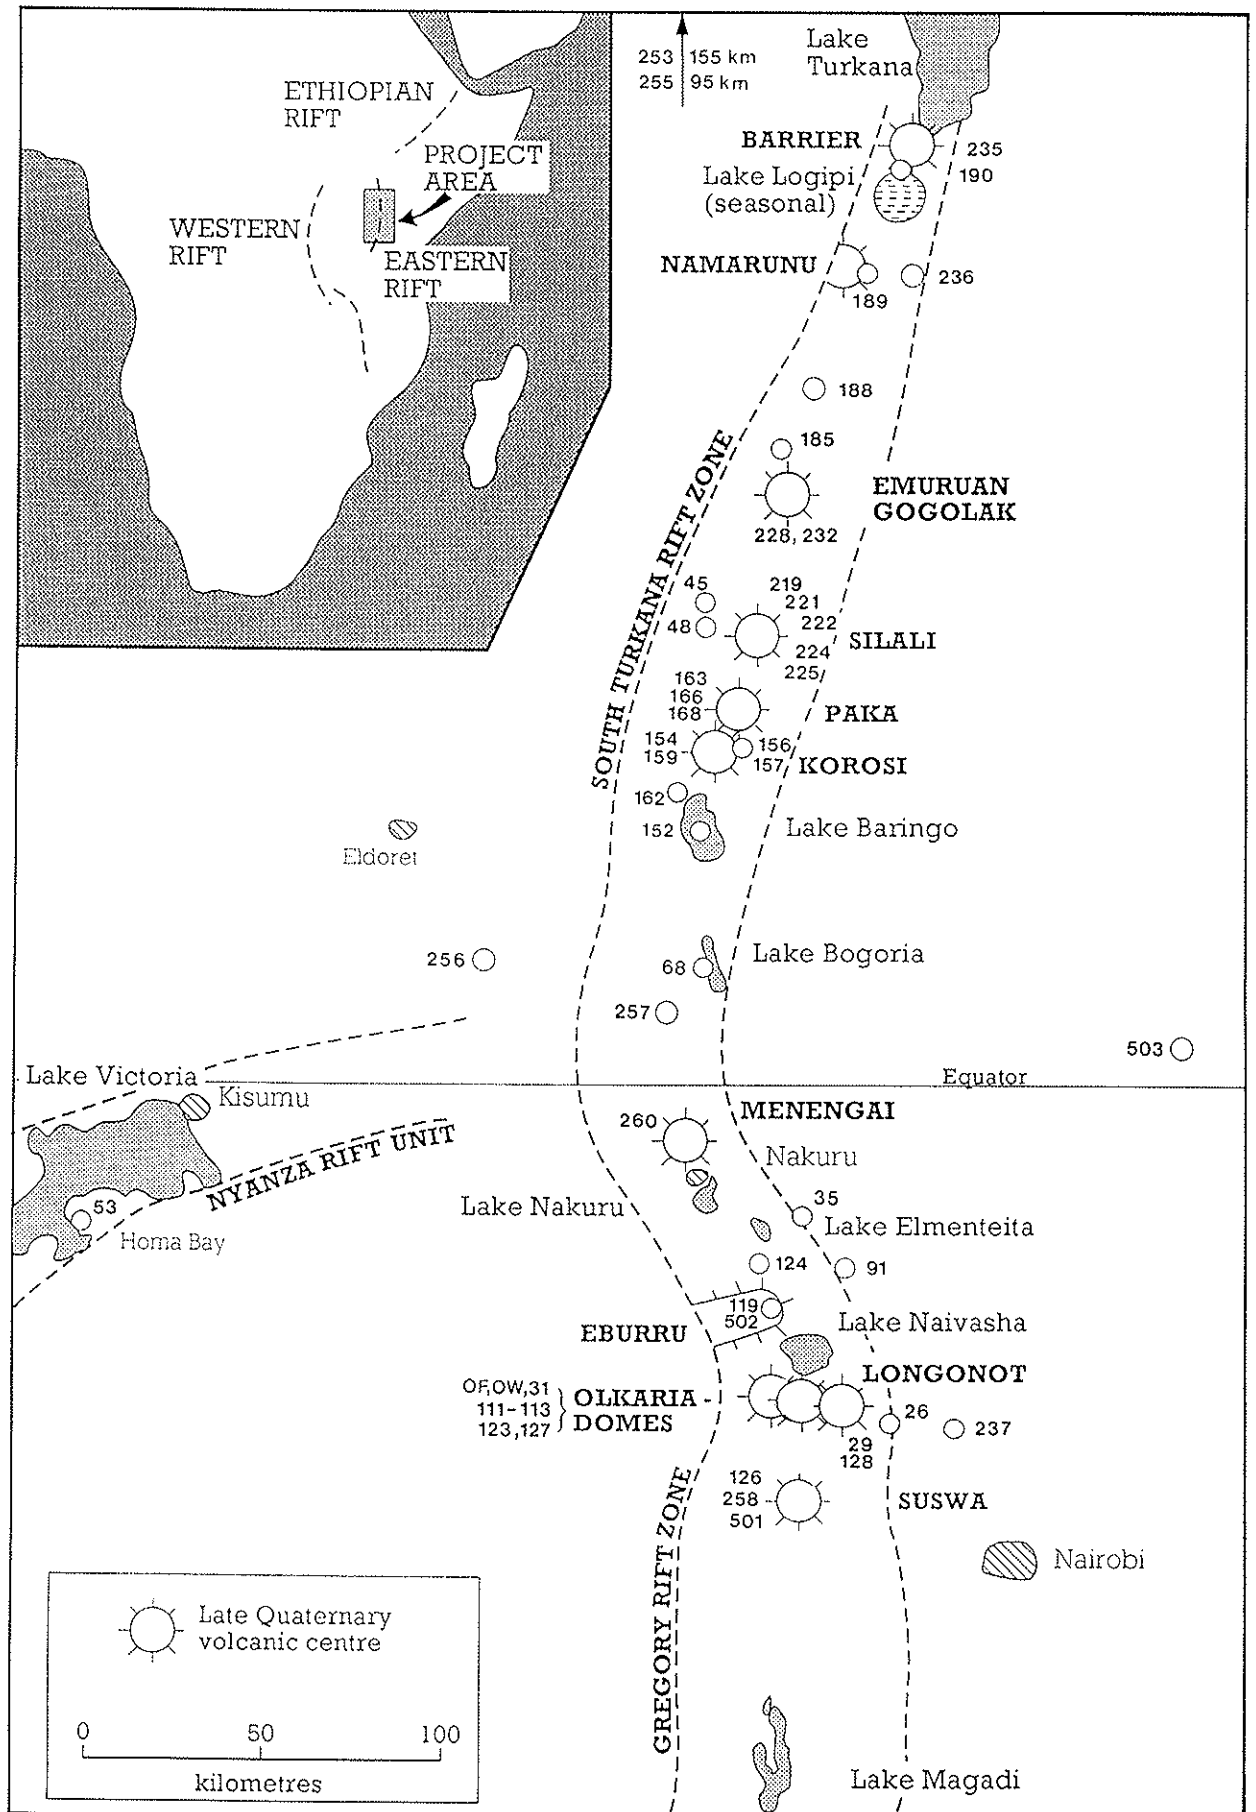 253 155 km
255 95 km
Lake
Turkana
ETHIOPIAN
RIFT
PROJECT
AREA
WESTERN
RIFT
EASTERN
RIFT
BARRIER
235
190
Lake Logipi
(seasonal)
NAMARUNU
189
236
188
185
EMURUAN
GOGOLAK
228, 232
SOUTH TURKANA RIFT ZONE
45
48
219
221
222
224
225
SILALI
163
166
168
PAKA
154
159
156
157
KOROSI
162
152
Lake Baringo
Eldoret
256
68
Lake Bogoria
257
503
Lake Victoria
Equator
Kisumu
MENENGAI
260
NYANZA RIFT UNIT
Nakuru
Lake Nakuru
35
Lake Elmenteita
53
Homa Bay
124
91
119
502
EBURRU
Lake Naivasha
LONGONOT
OF,OW,31
111-113
123,127
OLKARIA
DOMES
26
237
29
128
126
258
501
SUSWA
GREGORY RIFT ZONE
Nairobi
Late Quaternary
volcanic centre
0 50 100
kilometres
Lake Magadi